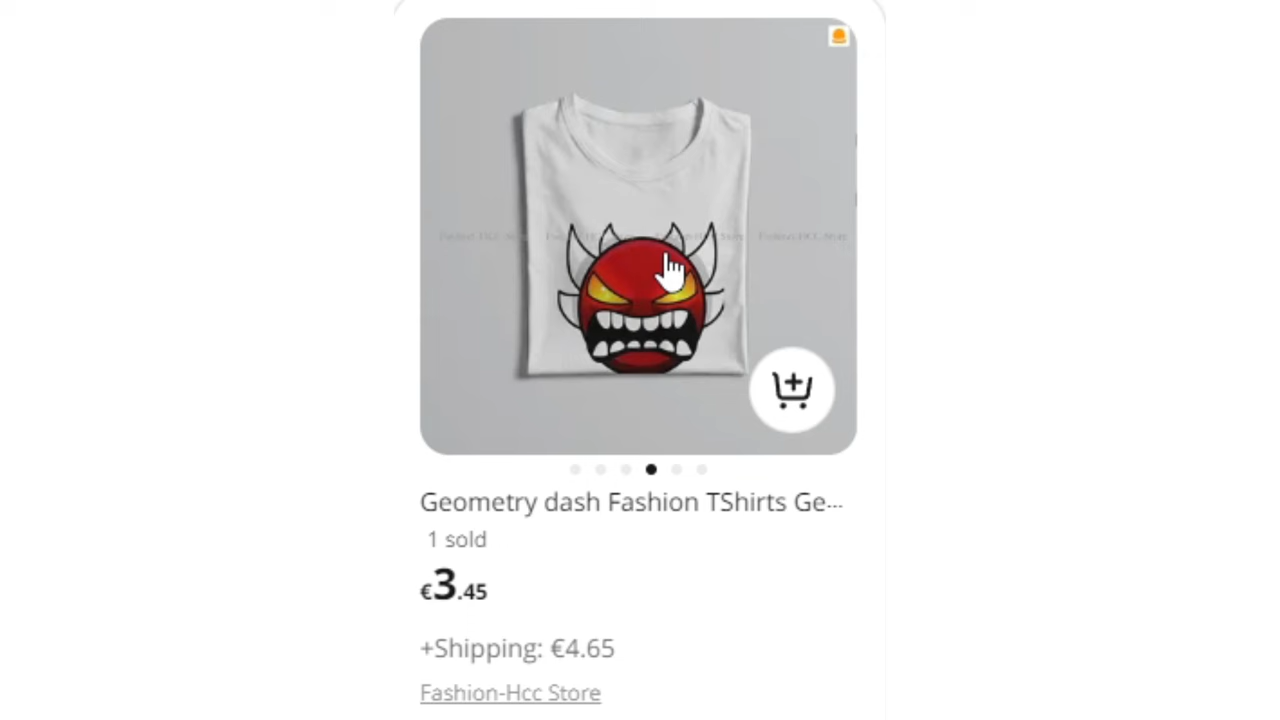 Geometry dash Fashion TShirts Ge...
1 sold
€3.45
+Shipping: €4.65
Fashion-Hcc Store